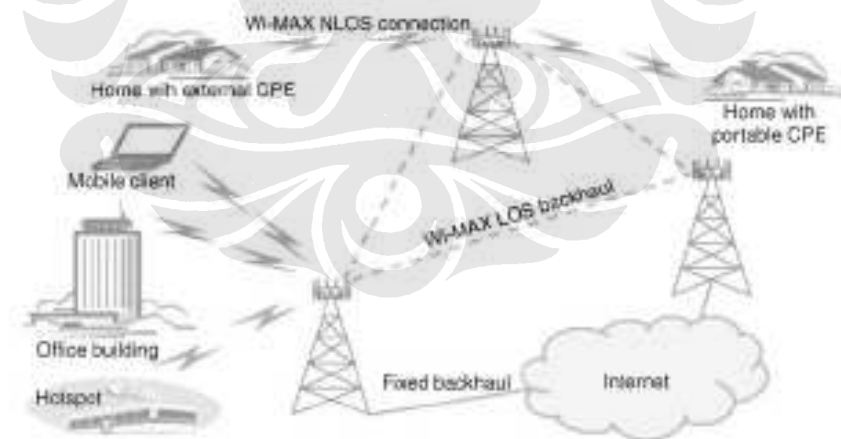 Wi-MAX NLOS connection
Home wih external CPE
Home with
portable CPE
Mobile client
Wi-MAX LOS backhaul
Office building
Fixed backhaul
Internet
Hotspot